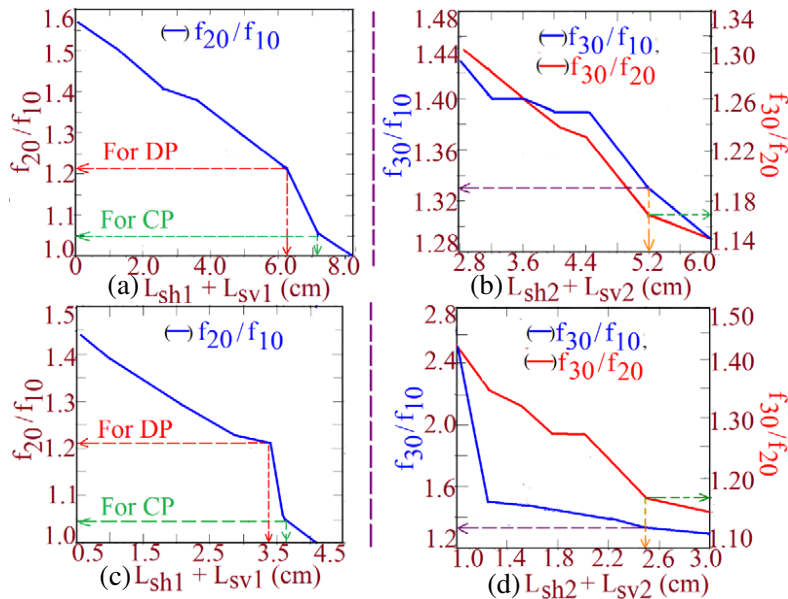 1.6
1.5
1.4
1.3
1.2
1.1
1.0
f20/f10
(—)f20/f10
For DP
For CP
0.0 2.0 4.0 6.0 8.0
(a) Lsh1 + Lsv1 (cm)
1.48
1.44
1.40
1.36
1.32
1.28
f30/f10
(—)f30/f10,
(—)f30/f20
1.34
1.30
1.26
1.22
1.18
1.14
f30/f20
2.8 3.6 4.4 5.2 6.0
(b) Lsh2 + Lsv2 (cm)
1.5
1.4
1.3
1.2
1.1
1.0
f20/f10
(—)f20/f10
For DP
For CP
0.5 1.5 2.5 3.5 4.5
(c) Lsh1 + Lsv1 (cm)
2.8
2.4
2.0
1.6
1.2
f30/f10
(—)f30/f10,
(—)f30/f20
1.50
1.40
1.30
1.20
1.10
f30/f20
1.0 1.4 1.8 2.2 2.6 3.0
(d) Lsh2 + Lsv2 (cm)